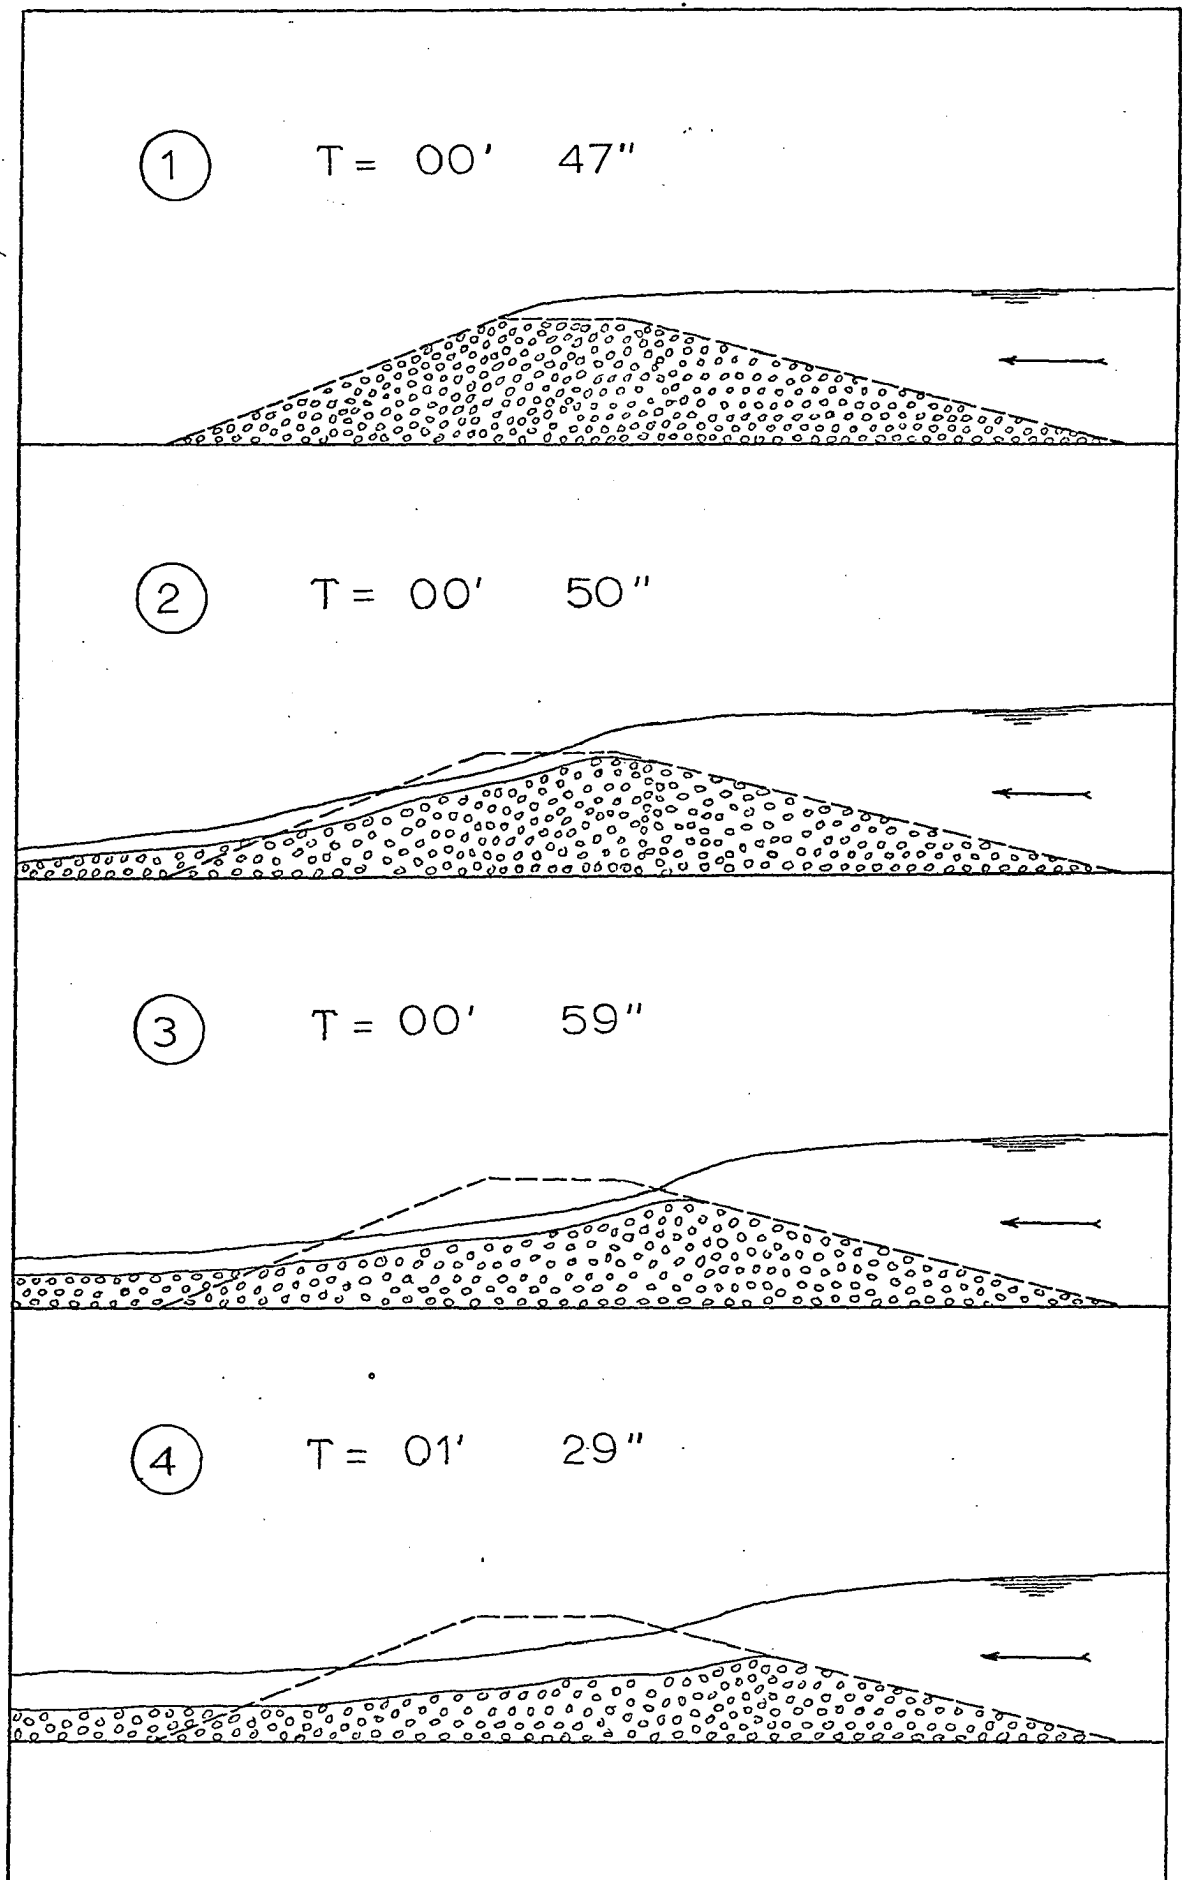 1 T = 00' 47"
2 T = 00' 50"
3 T = 00' 59"
4 T = 01' 29"